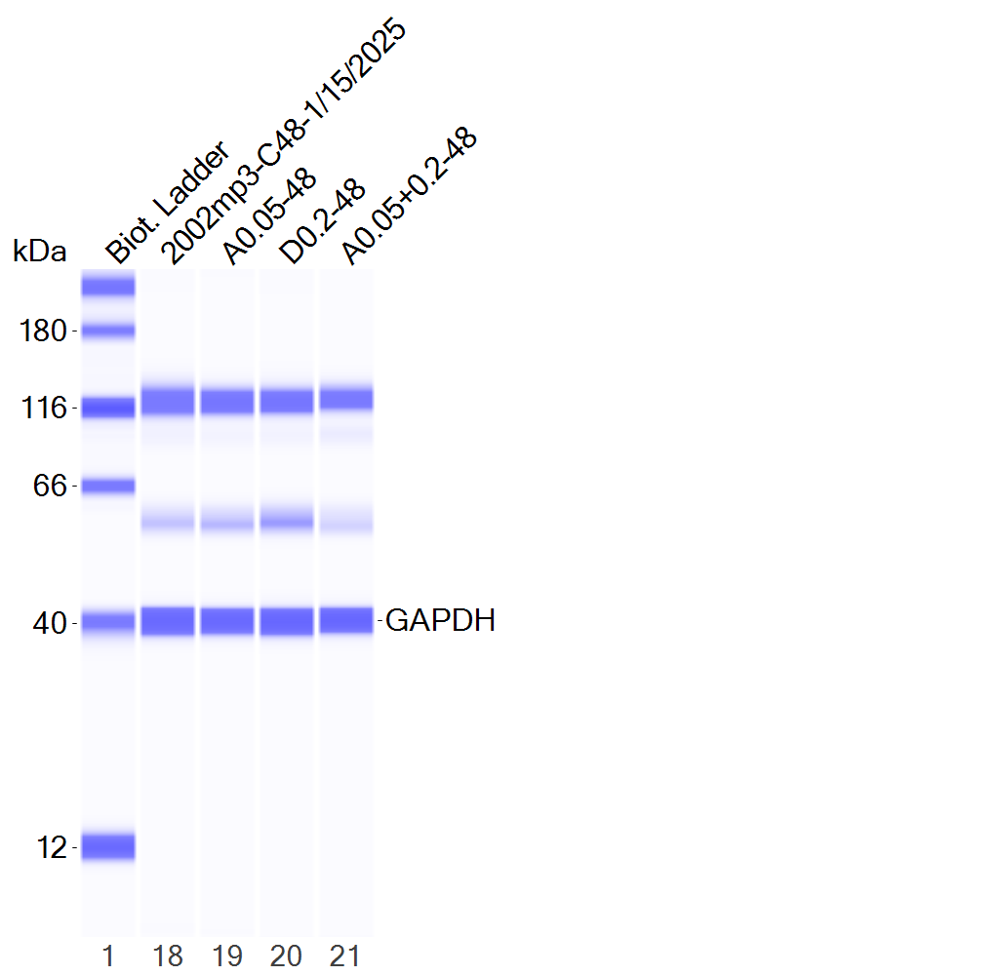 kDa
Biot. Ladder
2002mp3-C48-1/15/2025
A0.05-48
D0.2-48
A0.05+0.2-48
180
116
66
40
GAPDH
12
1 18 19 20 21